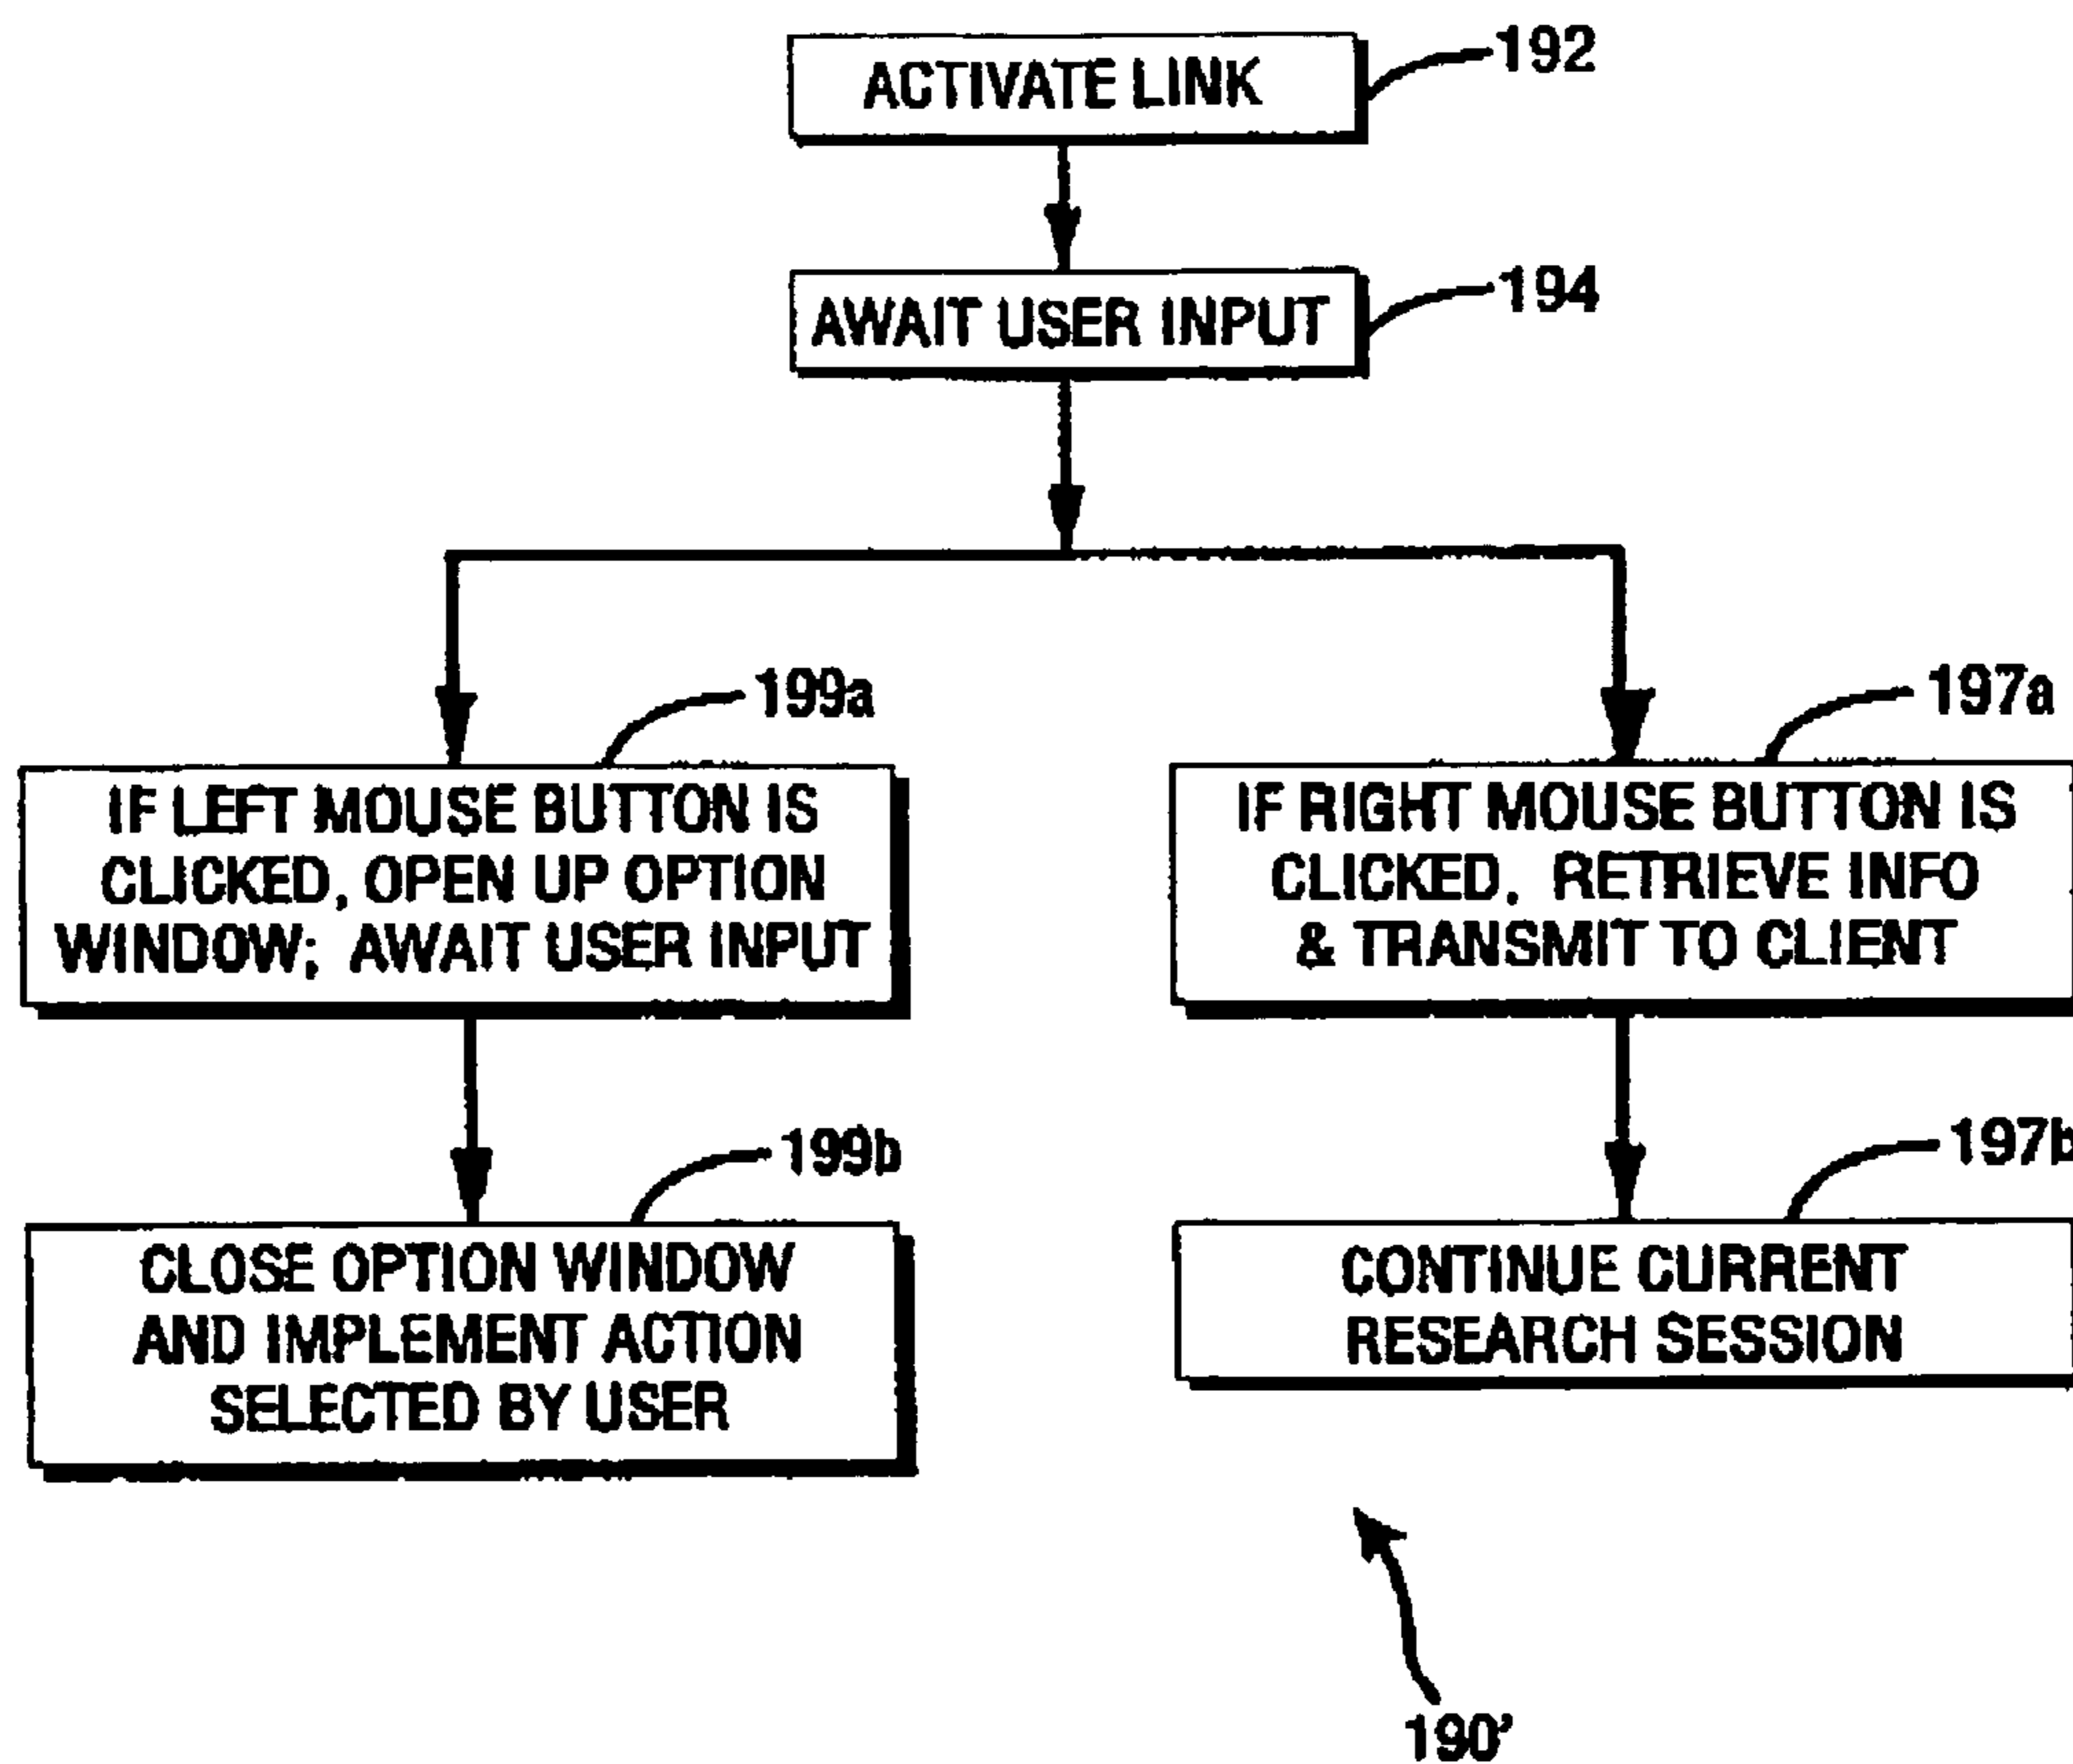 ACTIVATE LINK
192
AWAIT USER INPUT
194
199a
IF LEFT MOUSE BUTTON IS
CLICKED, OPEN UP OPTION
WINDOW; AWAIT USER INPUT
197a
IF RIGHT MOUSE BUTTON IS
CLICKED, RETRIEVE INFO
& TRANSMIT TO CLIENT
199b
CLOSE OPTION WINDOW
AND IMPLEMENT ACTION
SELECTED BY USER
197b
CONTINUE CURRENT
RESEARCH SESSION
190'